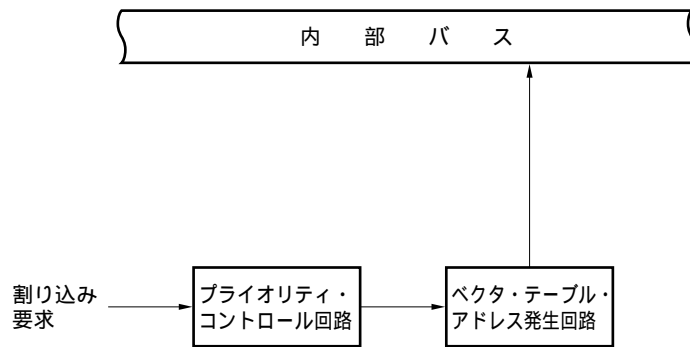 内部バス
割り込み
要求
プライオリティ・
コントロール回路
ベクタ・テーブル・
アドレス発生回路